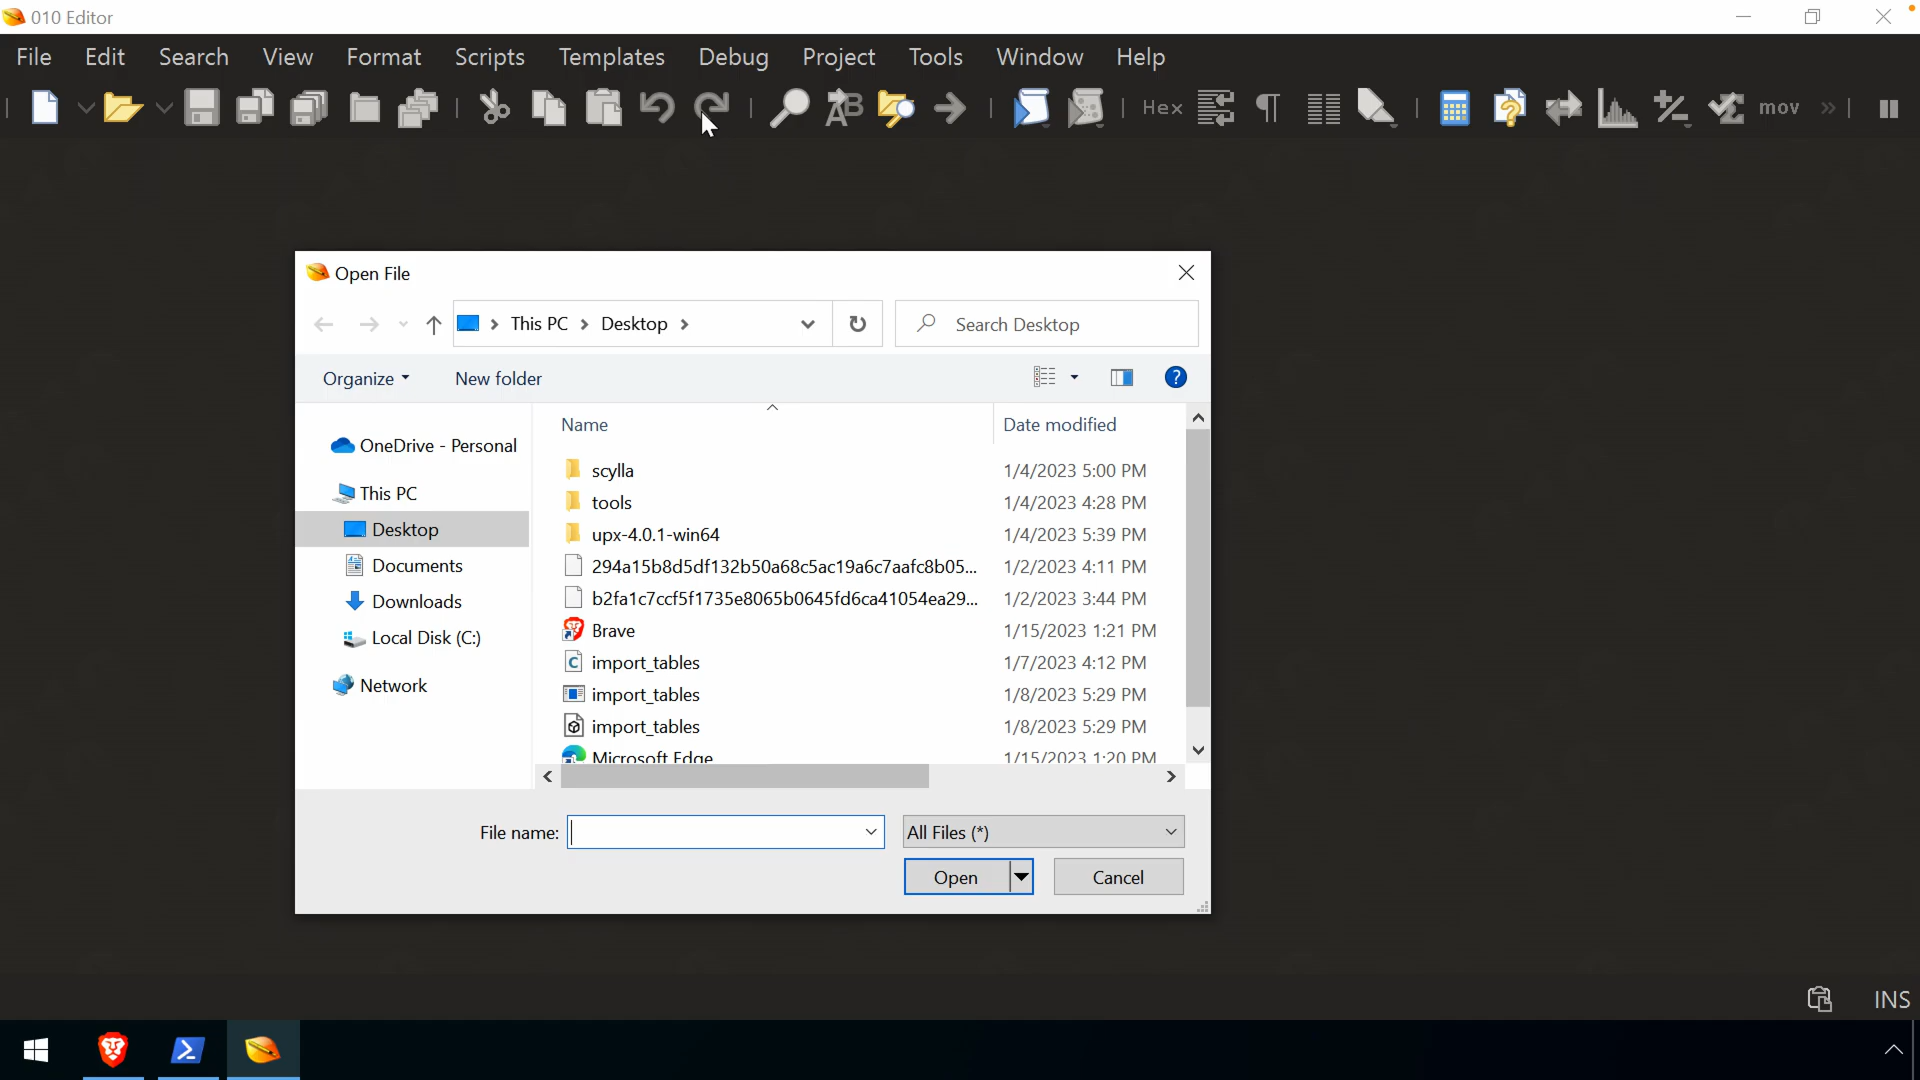 010 Editor
File Edit Search View Format Scripts Templates Debug Project Tools Window Help
Hex mov »
Open File
This PC Desktop
Search Desktop
Organize New folder
Name Date modified
OneDrive - Personal
This PC
Desktop
Documents
Downloads
Local Disk (C:)
Network
scylla 1/4/2023 5:00 PM
tools 1/4/2023 4:28 PM
upx-4.0.1-win64 1/4/2023 5:39 PM
294a15b8d5df132b50a68c5ac19a6c7aafc8b05... 1/2/2023 4:11 PM
b2fa1c7ccf5f1735e8065b0645fd6ca41054ea29... 1/2/2023 3:44 PM
Brave 1/15/2023 1:21 PM
import_tables 1/7/2023 4:12 PM
import_tables 1/8/2023 5:29 PM
import_tables 1/8/2023 5:29 PM
Microsoft Edge 1/15/2023 1:20 PM
File name: All Files (*)
Open Cancel
INS